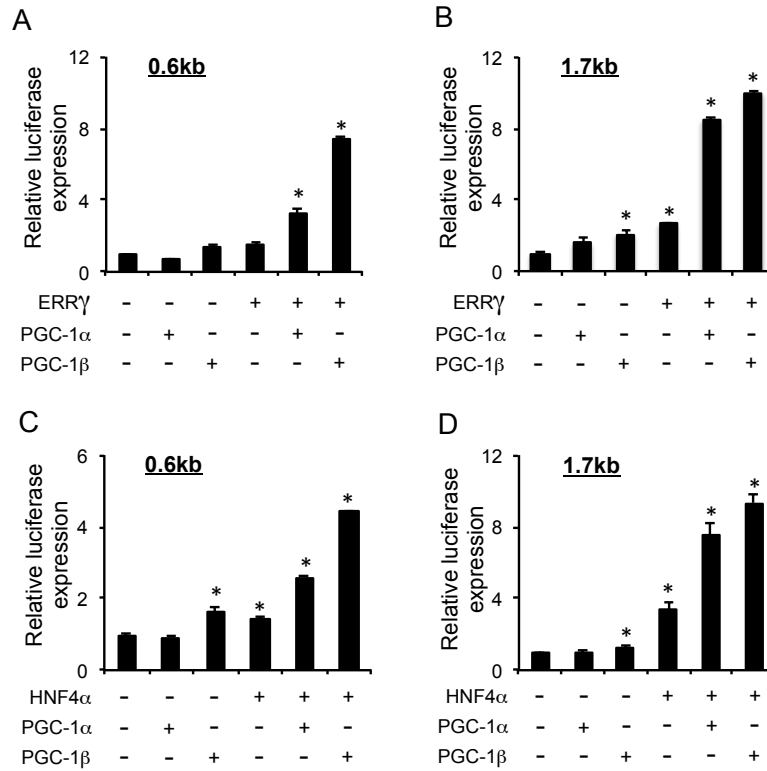 A
0.6kb
Relative luciferase
expression
12
8
4
0
*
*
ERRγ - - - + + +
PGC-1α - + - - + -
PGC-1β - - + - - +
B
1.7kb
Relative luciferase
expression
12
8
4
0
*
*
*
*
ERRγ - - - + + +
PGC-1α - + - - + -
PGC-1β - - + - - +
C
0.6kb
Relative luciferase
expression
6
4
2
0
*
*
*
*
HNF4α - - - + + +
PGC-1α - + - - + -
PGC-1β - - + - - +
D
1.7kb
Relative luciferase
expression
12
8
4
0
*
*
*
*
HNF4α - - - + + +
PGC-1α - + - - + -
PGC-1β - - + - - +